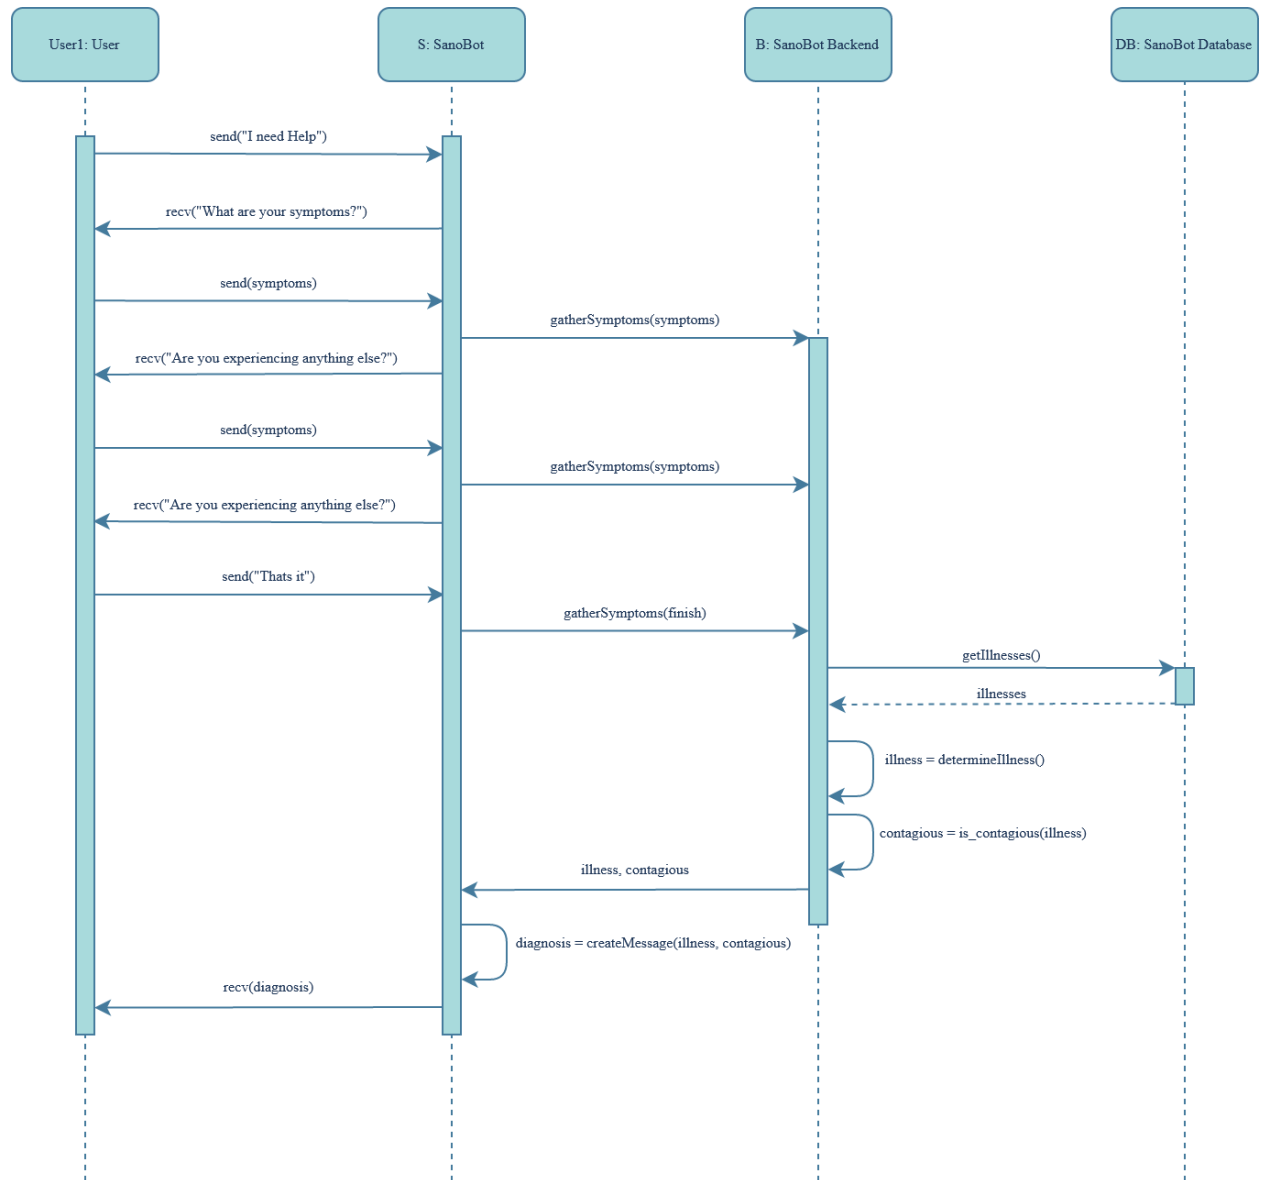 User1: User
S: SanoBot
B: SanoBot Backend
DB: SanoBot Database
send("I need Help")
recv("What are your symptoms?")
send(symptoms)
gatherSymptoms(symptoms)
recv("Are you experiencing anything else?")
send(symptoms)
gatherSymptoms(symptoms)
recv("Are you experiencing anything else?")
send("Thats it")
gatherSymptoms(finish)
getIllnesses()
illnesses
illness = determineIllness()
contagious = is_contagious(illness)
illness, contagious
diagnosis = createMessage(illness, contagious)
recv(diagnosis)